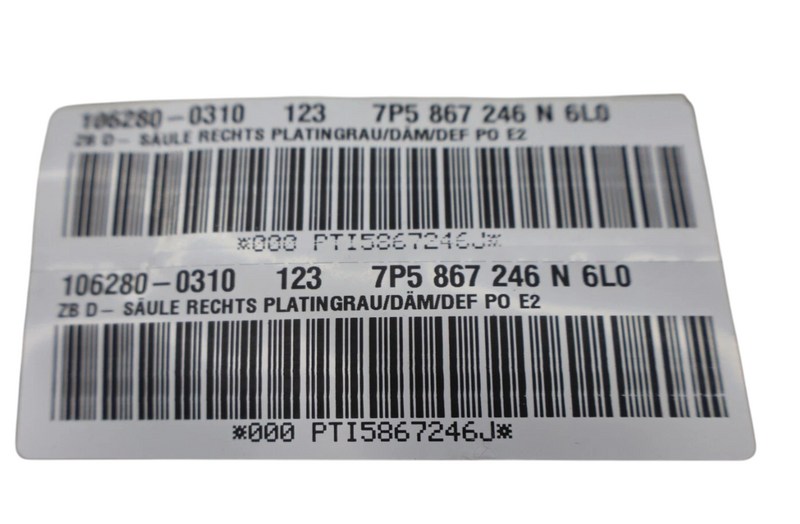 106280-0310 123 7P5 867 246 N 6L0
ZB D- SÄULE RECHTS PLATINGRAU/DÄM/DEF PO E2
*000 PTI5867246J*
106280-0310 123 7P5 867 246 N 6L0
ZB D- SÄULE RECHTS PLATINGRAU/DÄM/DEF PO E2
*000 PTI5867246J*